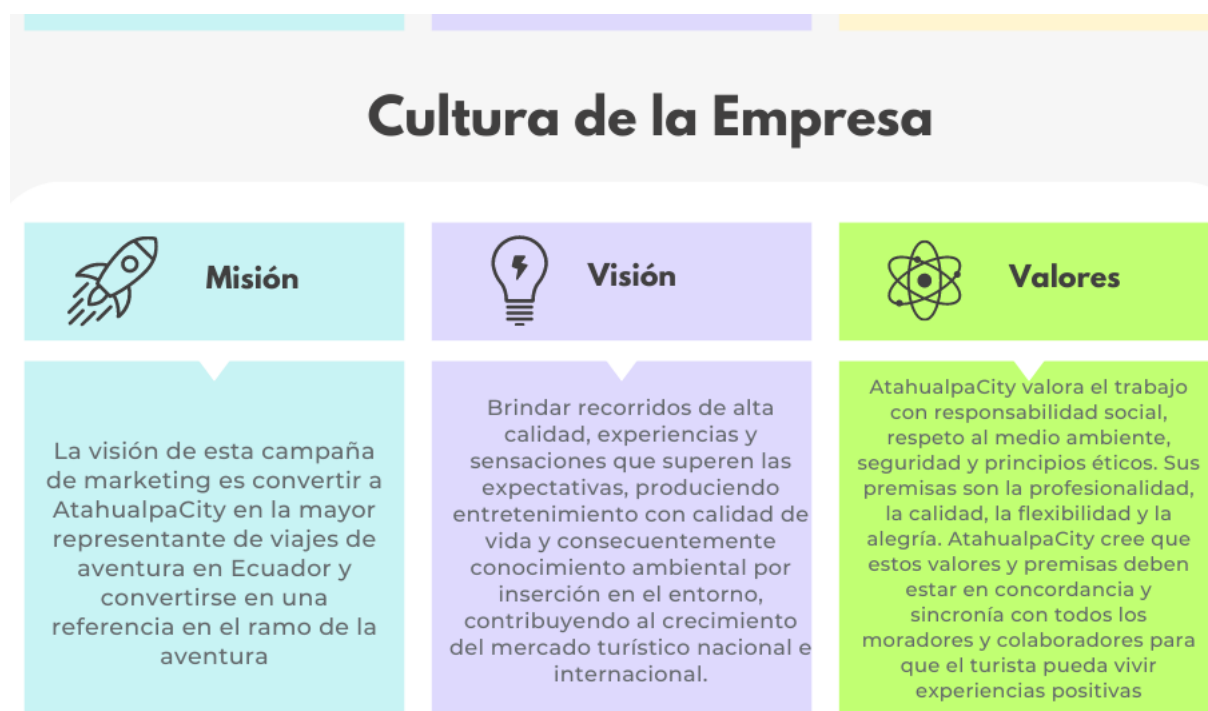 Cultura de la Empresa
Misión
La visión de esta campaña
de marketing es convertir a
AtahualpaCity en la mayor
representante de viajes de
aventura en Ecuador y
convertirse en una
referencia en el ramo de la
aventura
Visión
Brindar recorridos de alta
calidad, experiencias y
sensaciones que superen las
expectativas, produciendo
entretenimiento con calidad de
vida y consecuentemente
conocimiento ambiental por
inserción en el entorno,
contribuyendo al crecimiento
del mercado turístico nacional e
internacional.
Valores
AtahualpaCity valora el trabajo
con responsabilidad social,
respeto al medio ambiente,
seguridad y principios éticos. Sus
premisas son la profesionalidad,
la calidad, la flexibilidad y la
alegría. AtahualpaCity cree que
estos valores y premisas deben
estar en concordancia y
sincronía con todos los
moradores y colaboradores para
que el turista pueda vivir
experiencias positivas